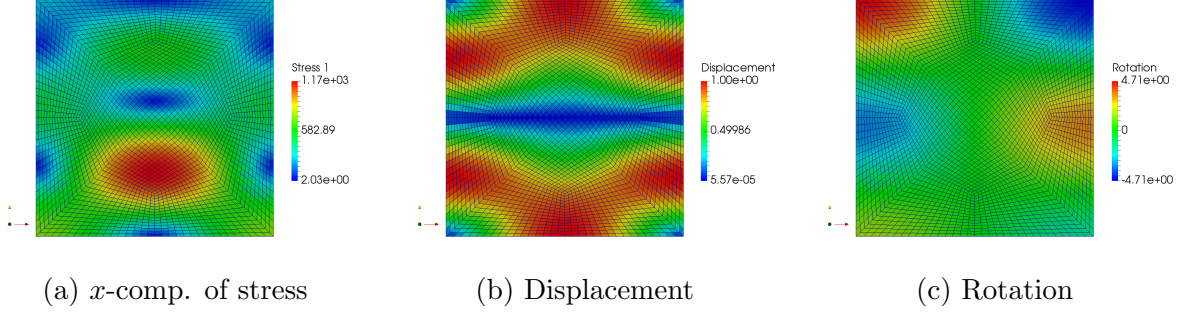 Stress 1
1.17e+03
582.89
2.03e+00
Displacement
1.00e+00
0.49986
5.57e-05
Rotation
4.71e+00
0
-4.71e+00
(a) x-comp. of stress
(b) Displacement
(c) Rotation